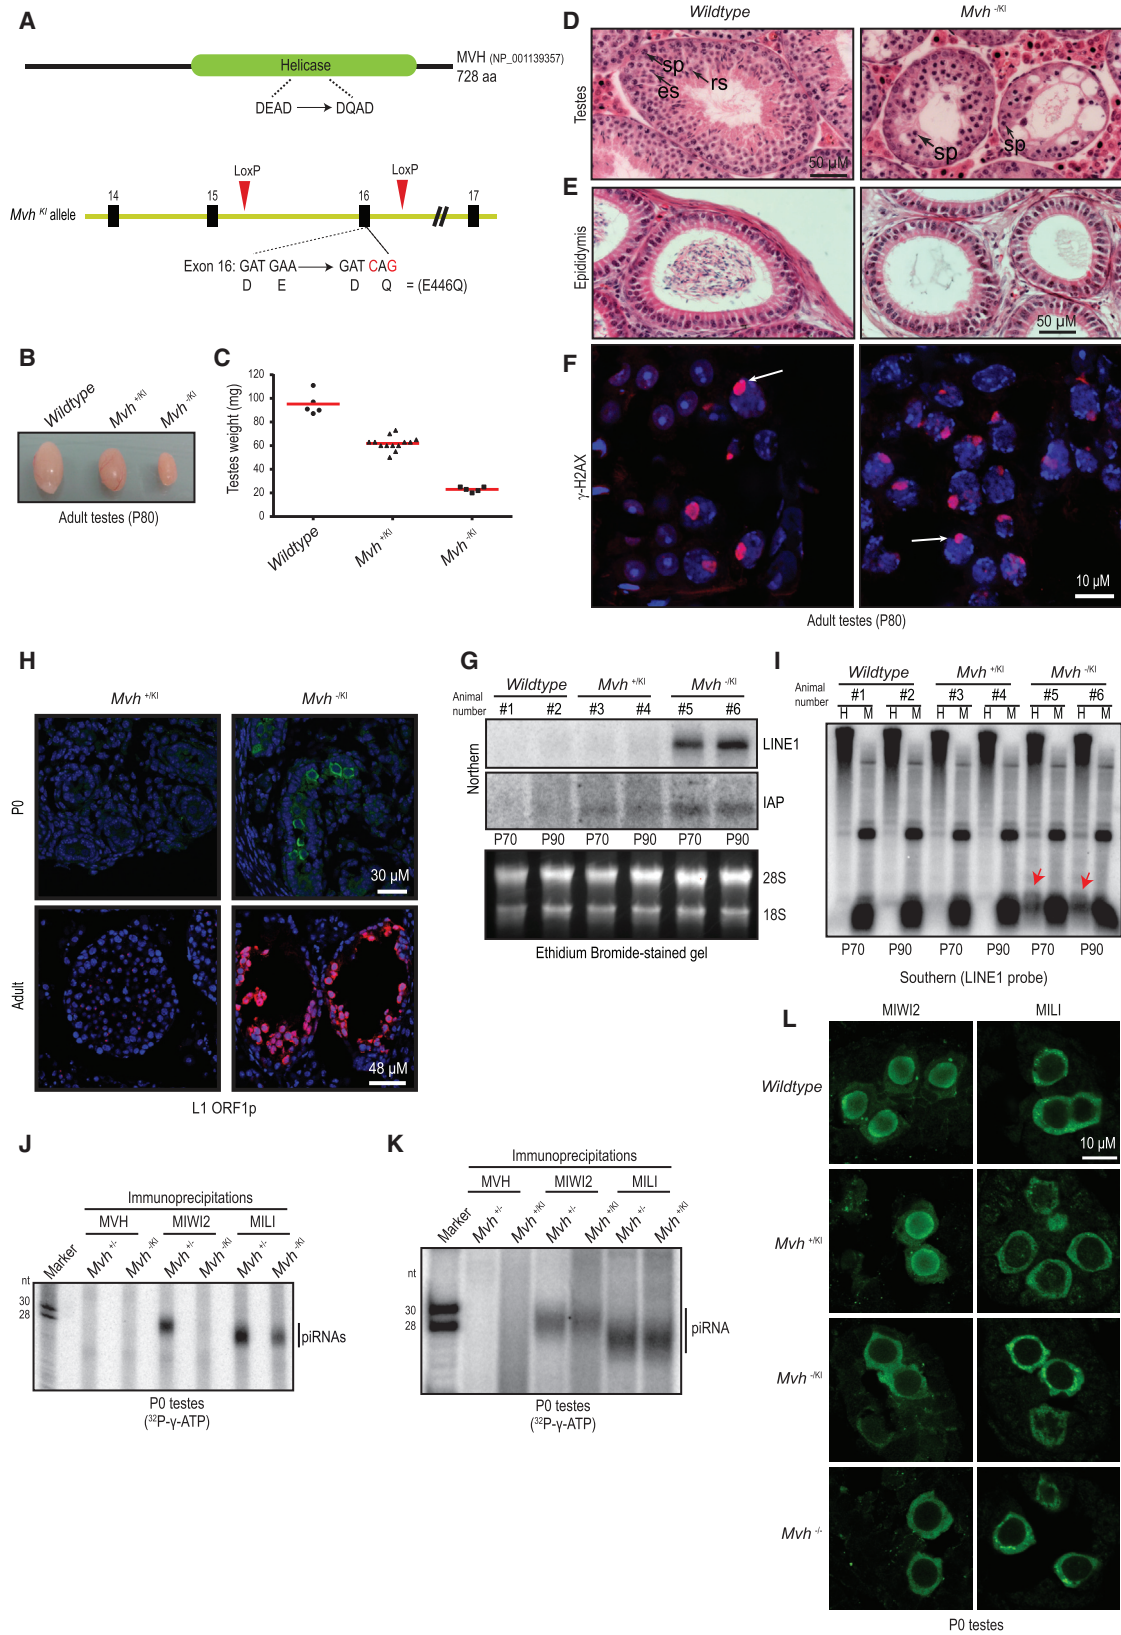 A
Helicase
MVH (NP_001139357)
728 aa
DEAD
DQAD
LoxP
LoxP
14
15
16
17
Mvh KI allele
Exon 16: GAT GAA
GAT CAG
D E
D Q = (E446Q)
B
Wildtype
Mvh +/KI
Mvh -/KI
Adult testes (P80)
C
Testes weight (mg)
120
100
80
60
40
20
0
Wildtype
Mvh +/KI
Mvh -/KI
D
Wildtype
Mvh -/KI
Testes
sp
es
rs
50 µM
sp
sp
E
Epididymis
50 µM
F
γ-H2AX
10 µM
Adult testes (P80)
H
Mvh +/KI
Mvh -/KI
P0
30 µM
Adult
48 µM
L1 ORF1p
G
Wildtype
Mvh +/KI
Mvh -/KI
Animal
number
#1 #2 #3 #4 #5 #6
Northern
LINE1
IAP
P70 P90 P70 P90 P70 P90
28S
18S
Ethidium Bromide-stained gel
I
Wildtype
Mvh +/KI
Mvh -/KI
Animal
number
#1 #2 #3 #4 #5 #6
H M H M H M H M H M H M
P70 P90 P70 P90 P70 P90
Southern (LINE1 probe)
J
Immunoprecipitations
MVH MIWI2 MILI
Marker
Mvh +/-
Mvh -/KI
Mvh +/-
Mvh -/KI
Mvh +/-
Mvh -/KI
nt
30
28
piRNAs
P0 testes
(32P-γ-ATP)
K
Immunoprecipitations
MVH MIWI2 MILI
Marker
Mvh +/-
Mvh +/KI
Mvh +/-
Mvh +/KI
Mvh +/-
Mvh +/KI
nt
30
28
piRNA
P0 testes
(32P-γ-ATP)
L
MIWI2
MILI
Wildtype
10 µM
Mvh +/KI
Mvh -/KI
Mvh -/-
P0 testes